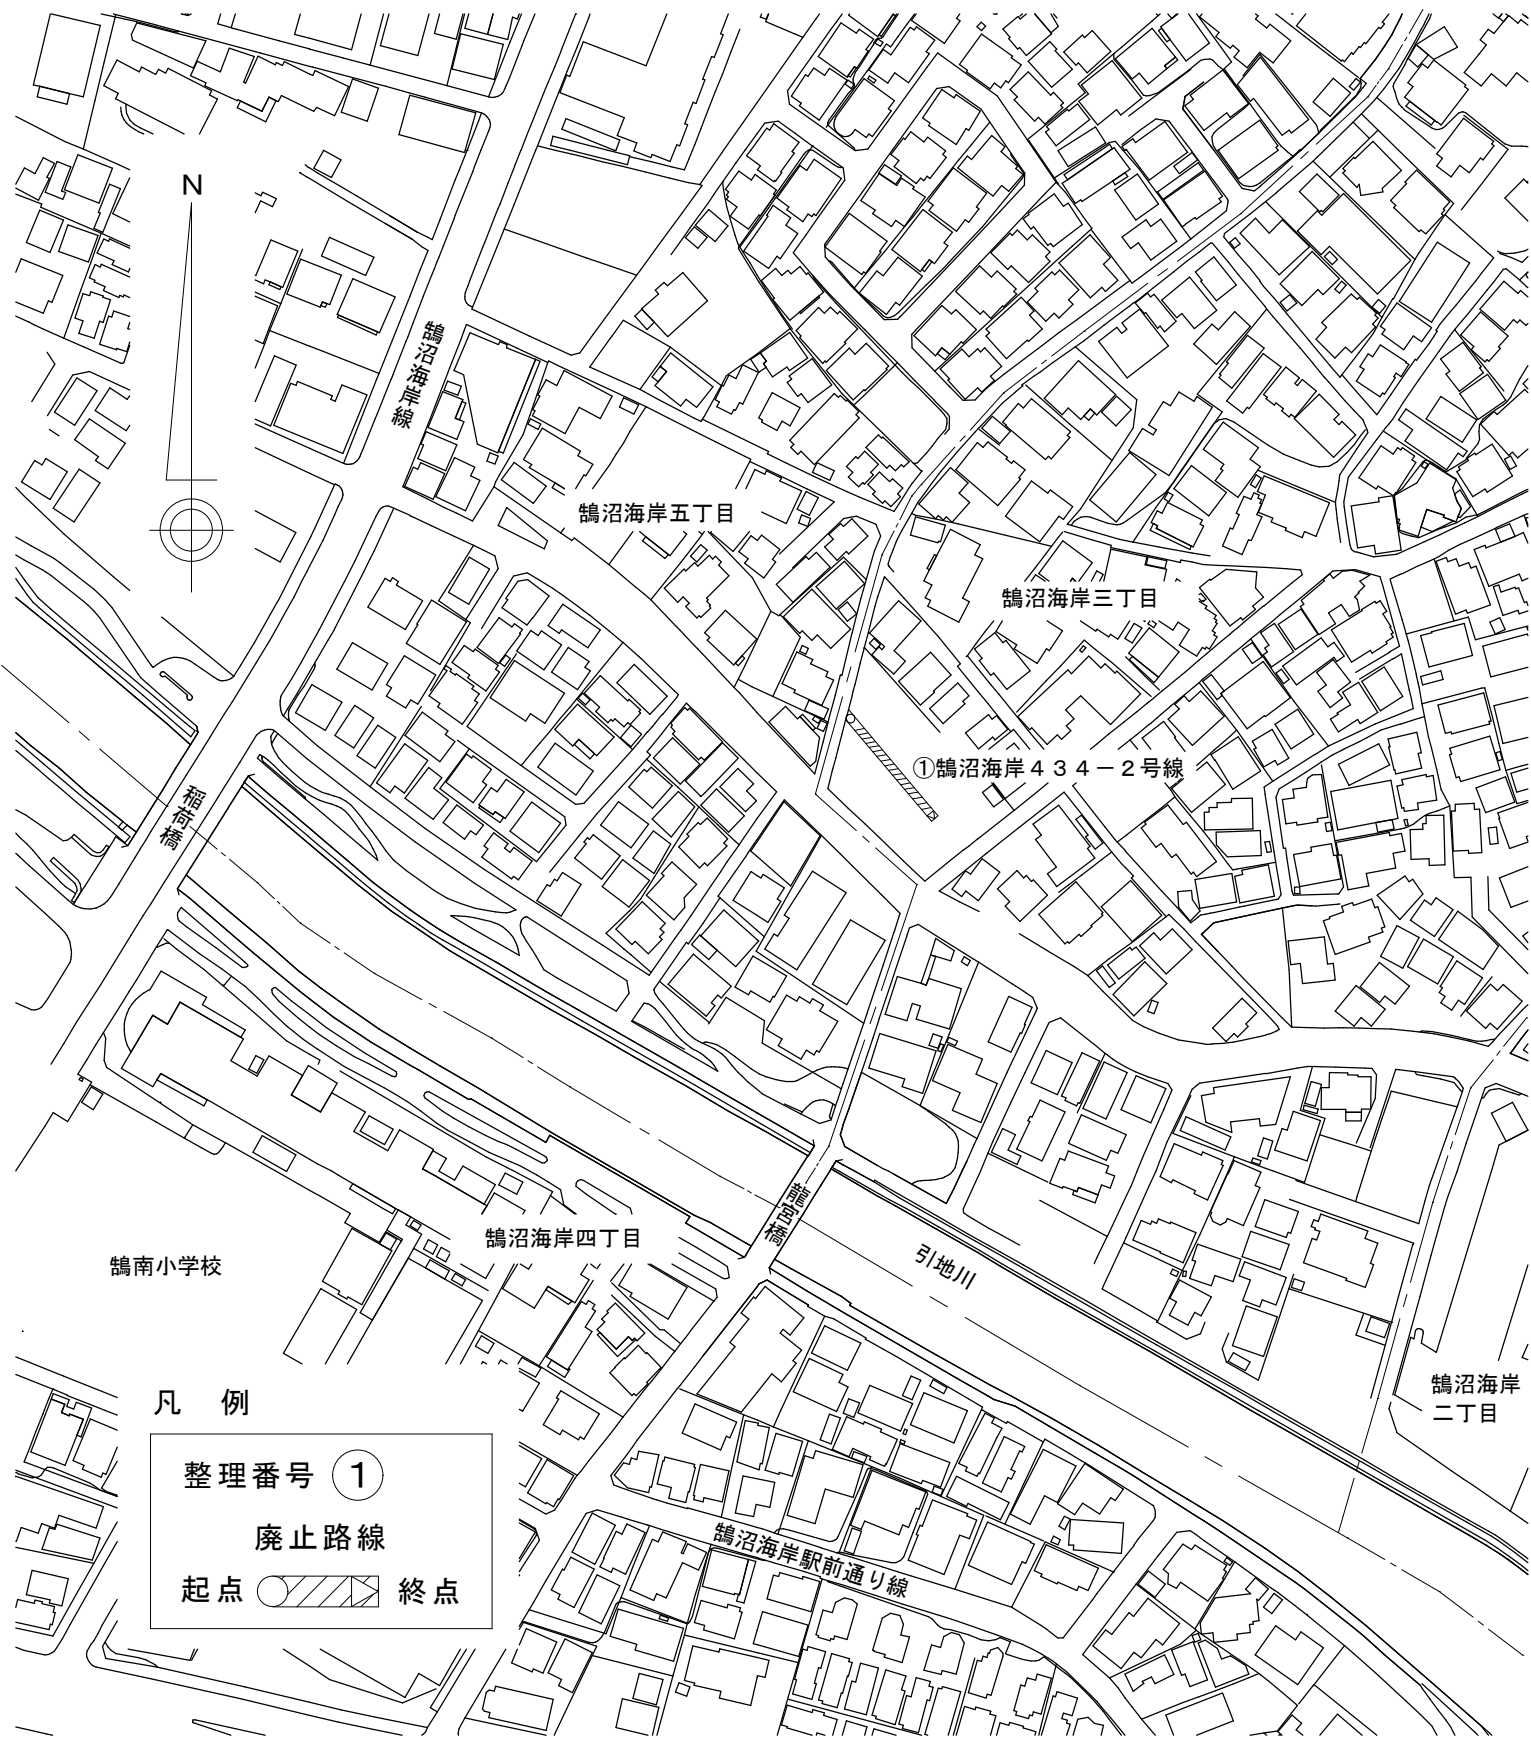 N
鵠沼海岸線
鵠沼海岸五丁目
鵠沼海岸三丁目
①鵠沼海岸４３４－２号線
稲荷橋
龍宮橋
鵠沼海岸四丁目
引地川
鵠南小学校
鵠沼海岸
二丁目
凡　例
整理番号 ①
廃止路線
起点 終点
鵠沼海岸駅前通り線